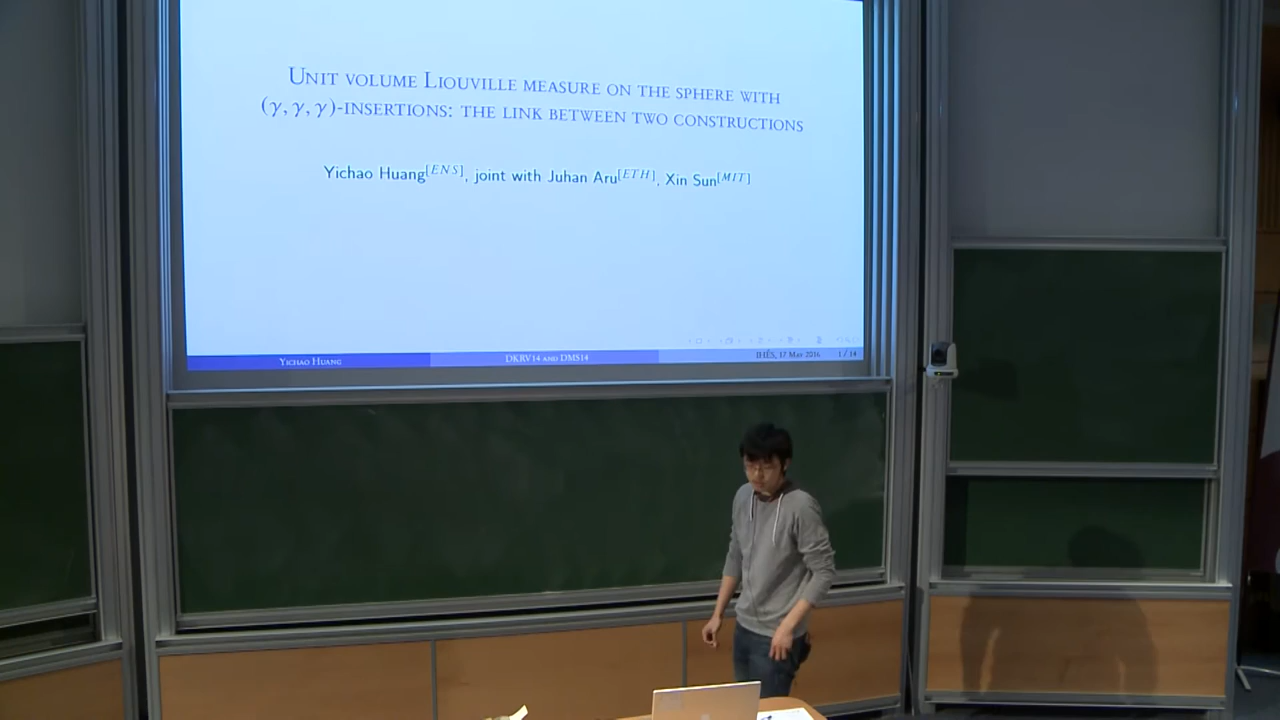 Unit volume Liouville measure on the sphere with
(γ, γ, γ)-insertions: the link between two constructions
Yichao Huang[ENS], joint with Juhan Aru[ETH], Xin Sun[MIT]
Yichao Huang
DKRV14 and DMS14
IHÉS, 17 May 2016
1 / 14